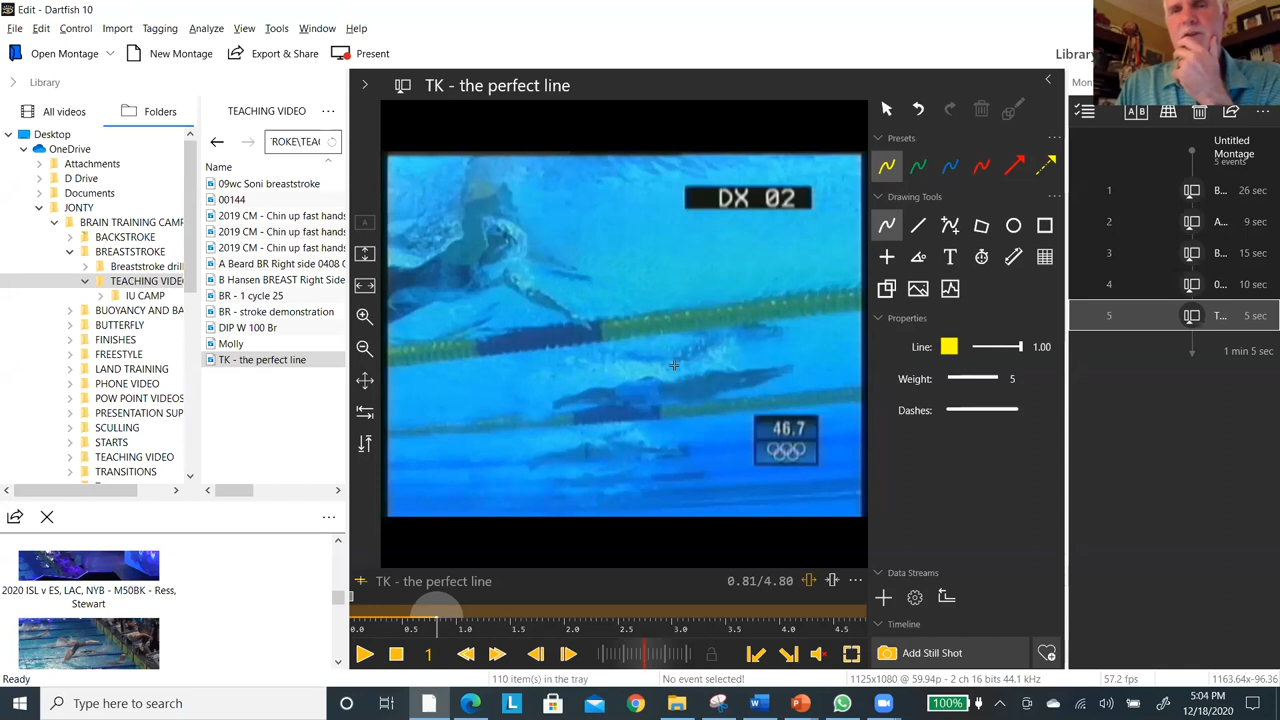 Edit - Dartfish 10
File Edit Control Import Tagging Analyze View Tools Window Help
Open Montage New Montage Export & Share Present
Library
All videos Folders
Desktop
OneDrive
Attachments
D Drive
Documents
JONTY
BRAIN TRAINING CAMP
BACKSTROKE
BREASTSTROKE
Breaststroke dril
TEACHING VIDE
IU CAMP
BUOYANCY AND BA
BUTTERFLY
FINISHES
FREESTYLE
LAND TRAINING
PHONE VIDEO
POW POINT VIDEOS
PRESENTATION SUP
SCULLING
STARTS
TEACHING VIDEO
TRANSITIONS
TEACHING VIDEO
ROKE\TEAC
Name
09wc Soni breaststroke
00144
2019 CM - Chin up fast hands
2019 CM - Chin up fast hands
2019 CM - Chin up fast hands
A Beard BR Right side 0408 C
B Hansen BREAST Right Side
BR - 1 cycle 25
BR - stroke demonstration
DIP W 100 Br
Molly
TK - the perfect line
2020 ISL v ES, LAC, NYB - M50BK - Ress, Stewart
TK - the perfect line
DX 02
46.7
TK - the perfect line
0.81/4.80
0.0 0.5 1.0 1.5 2.0 2.5 3.0 3.5 4.0 4.5
1
Presets
Drawing Tools
Properties
Line: 1.00
Weight: 5
Dashes:
Data Streams
Timeline
Add Still Shot
Library
Mon
Untitled Montage
5 events
1 B... 26 sec
2 A... 9 sec
3 B... 15 sec
4 0... 10 sec
5 T... 5 sec
1 min 5 sec
Ready
110 item(s) in the tray
No event selected!
1125x1080 @ 59.94p - 2 ch 16 bits 44.1 kHz
57.2 fps
1163.64x-96.36
Type here to search
100%
5:04 PM
12/18/2020